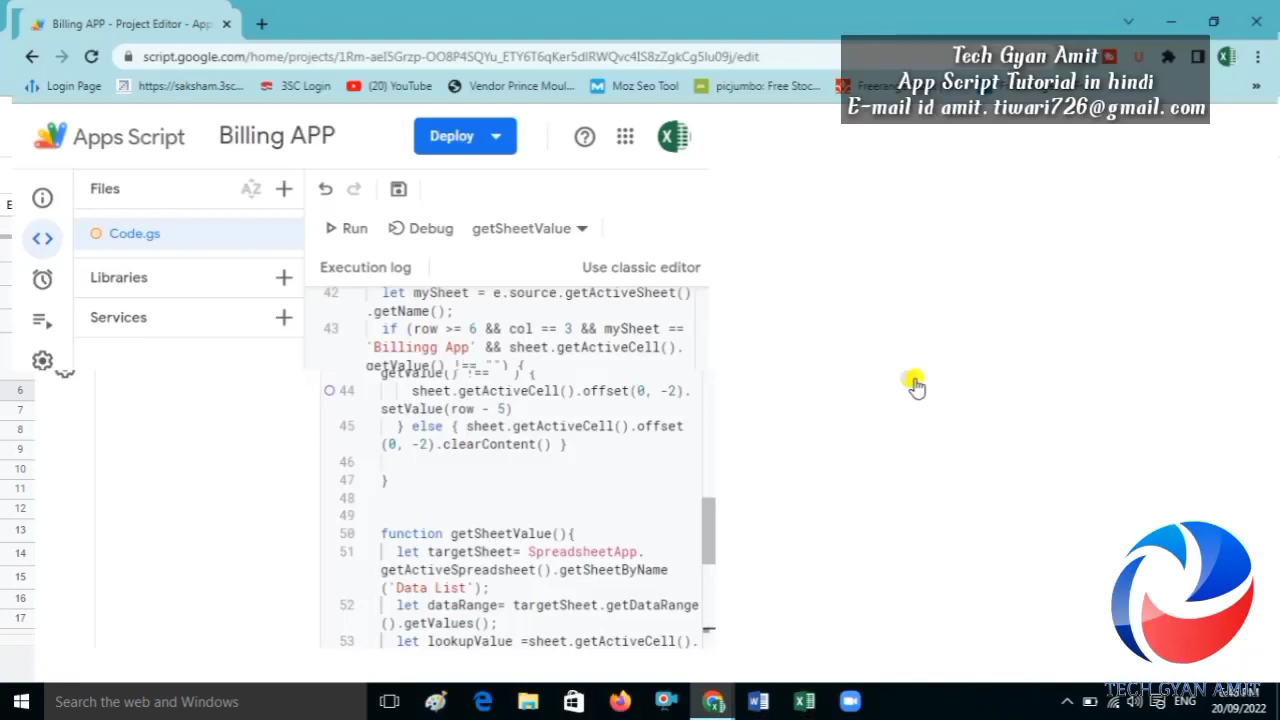 Billing APP - Project Editor - App
script.google.com/home/projects/1Rm-aeI5Grzp-OO8P4SQYu_ETY6T6qKer5dlRWQvc4IS8zZgkCg5lu09j/edit
Tech Gyan Amit
App Script Tutorial in hindi
E-mail id amit.tiwari726@gmail.com
Login Page
https://saksham.3sc...
3SC Login
(20) YouTube
Vendor Prince Moul...
Moz Seo Tool
picjumbo: Free Stoc...
Apps Script
Billing APP
Deploy
Files
AZ
Code.gs
Run
Debug
getSheetValue
Libraries
Execution log
Use classic editor
Services
42 let mySheet = e.source.getActiveSheet()
.getName();
43 if (row >= 6 && col == 3 && mySheet ==
'Billingg App' && sheet.getActiveCell().
getValue() !== "") {
44 sheet.getActiveCell().offset(0, -2).
setValue(row - 5)
45 } else { sheet.getActiveCell().offset
(0, -2).clearContent() }
46
47 }
48
49
50 function getSheetValue(){
51 let targetSheet= SpreadsheetApp.
getActiveSpreadsheet().getSheetByName
('Data List');
52 let dataRange= targetSheet.getDataRange
().getValues();
53 let lookupValue =sheet.getActiveCell().
6
7
8
9
10
11
12
13
14
15
16
17
TECH GYAN AMIT
Search the web and Windows
ENG
20/09/2022